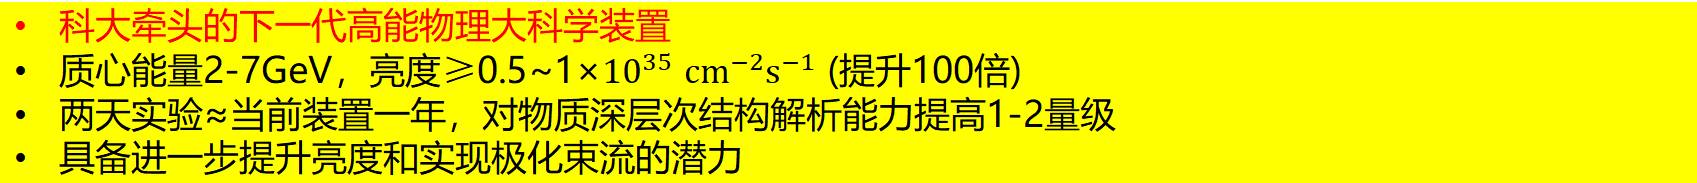 • 科大牵头的下一代高能物理大科学装置
• 质心能量2-7GeV，亮度≥0.5~1×10³⁵ cm⁻²s⁻¹ (提升100倍)
• 两天实验≈当前装置一年，对物质深层次结构解析能力提高1-2量级
• 具备进一步提升亮度和实现极化束流的潜力